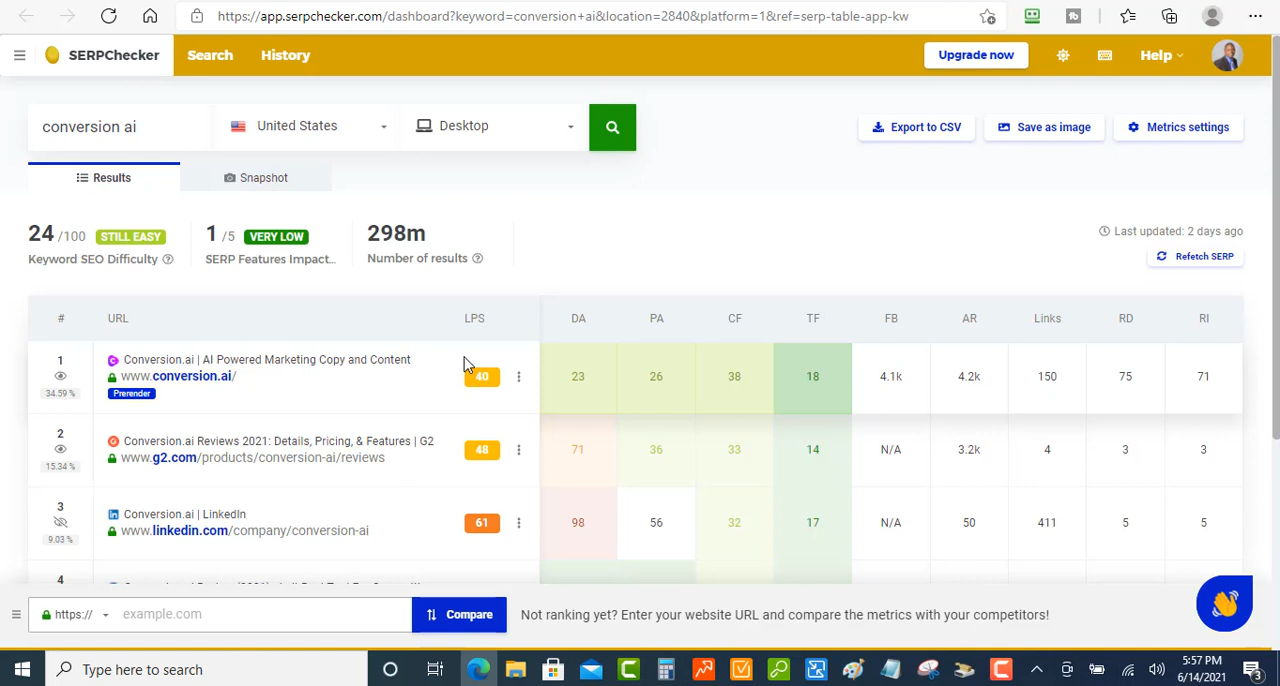 https://app.serpchecker.com/dashboard?keyword=conversion+ai&location=2840&platform=1&ref=serp-table-app-kw
SERPChecker Search History Upgrade now Help
conversion ai United States Desktop Export to CSV Save as image Metrics settings
Results Snapshot
24 /100 STILL EASY 1 /5 VERY LOW 298m Last updated: 2 days ago
Keyword SEO Difficulty SERP Features Impact... Number of results Refetch SERP
# URL LPS DA PA CF TF FB AR Links RD RI
1 Conversion.ai | AI Powered Marketing Copy and Content
www.conversion.ai/ 40 23 26 38 18 4.1k 4.2k 150 75 71
34.59 % Prerender
2 Conversion.ai Reviews 2021: Details, Pricing, & Features | G2
www.g2.com/products/conversion-ai/reviews 48 71 36 33 14 N/A 3.2k 4 3 3
15.34 %
3 Conversion.ai | LinkedIn
www.linkedin.com/company/conversion-ai 61 98 56 32 17 N/A 50 411 5 5
9.03 %
4
https:// example.com Compare Not ranking yet? Enter your website URL and compare the metrics with your competitors!
Type here to search 5:57 PM
6/14/2021 3